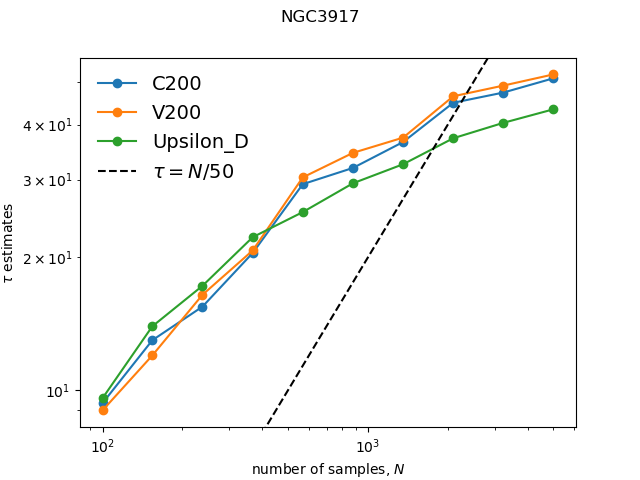 NGC3917
C200
V200
Upsilon_D
τ = N/50
4 × 10¹
3 × 10¹
2 × 10¹
10¹
τ estimates
10² 10³
number of samples, N